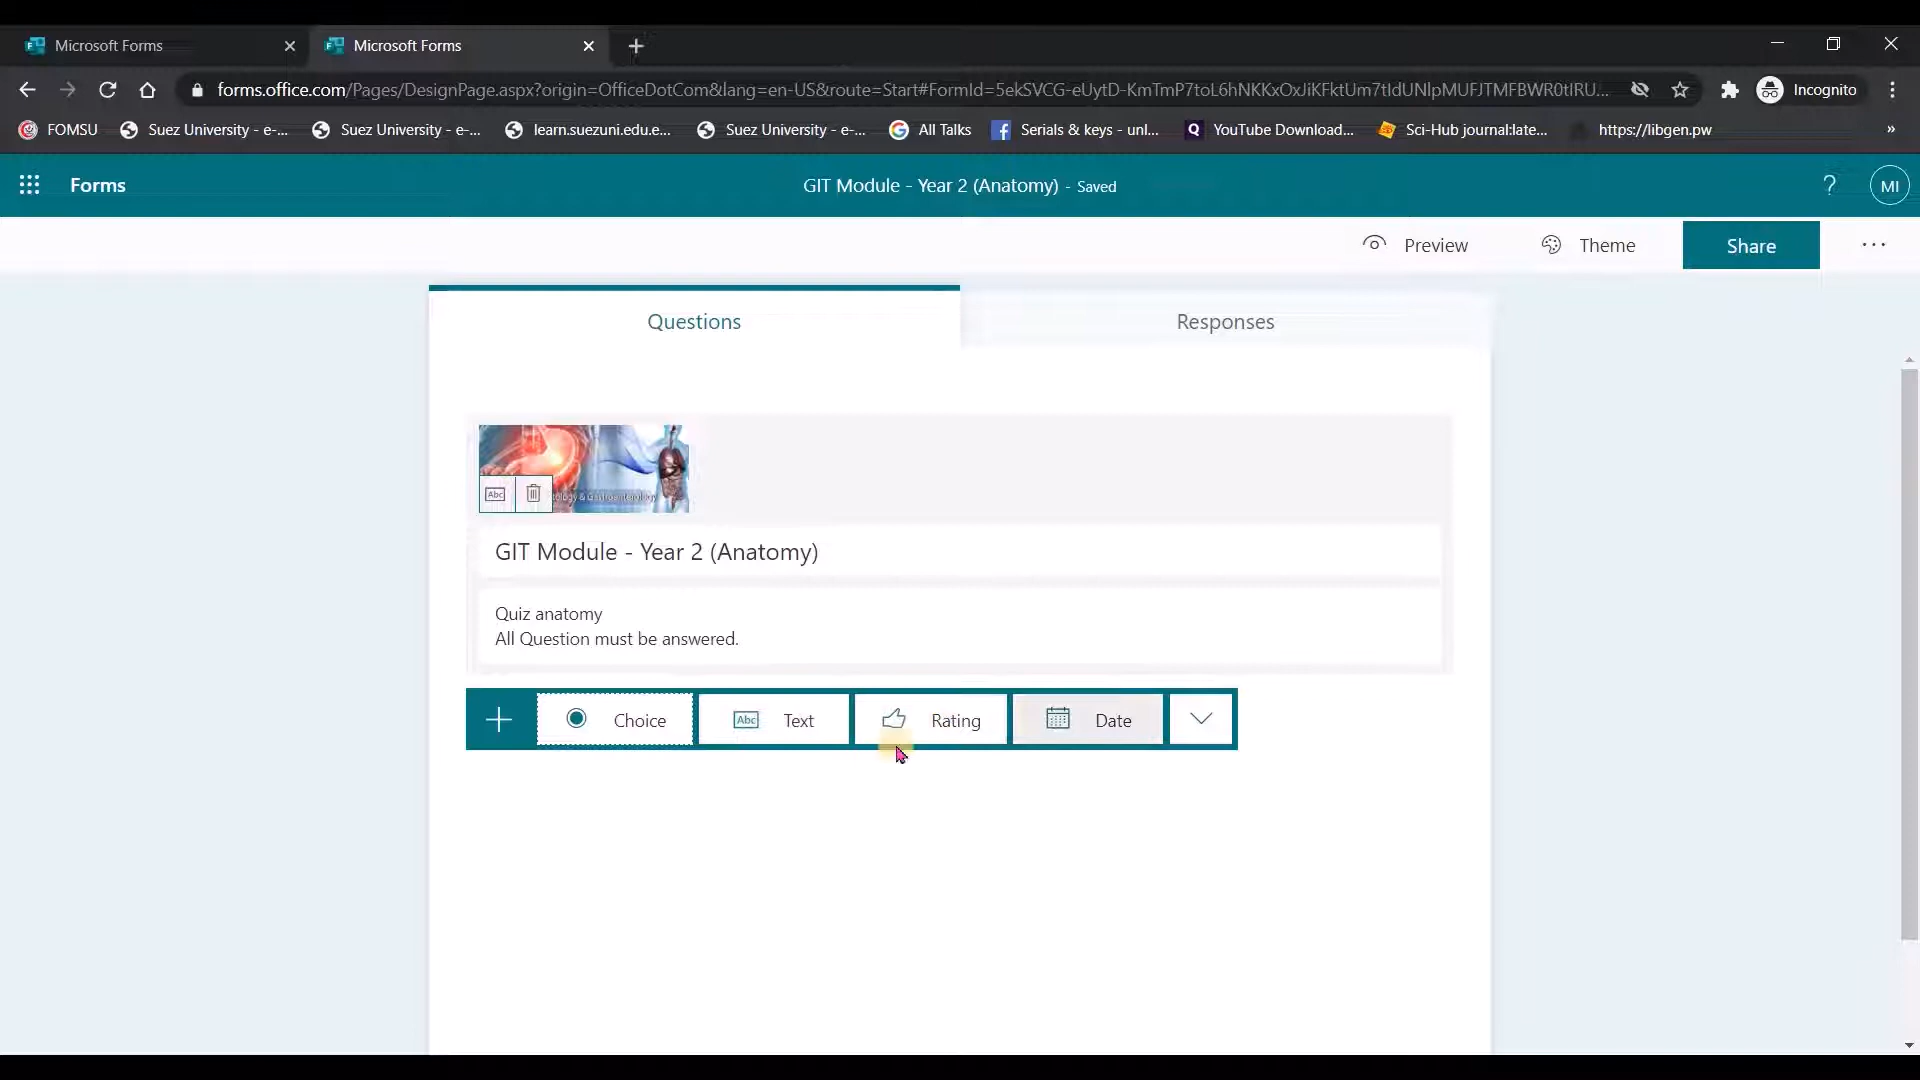 Microsoft Forms
Microsoft Forms
forms.office.com/Pages/DesignPage.aspx?origin=OfficeDotCom&lang=en-US&route=Start#FormId=5ekSVCG-eUytD-KmTmP7toL6hNKKxOxJiKFktUm7tIdUNlpMUFJTMFBWR0tIRU...
Incognito
FOMSU
Suez University - e-...
Suez University - e-...
learn.suezuni.edu.e...
Suez University - e-...
All Talks
Serials & keys - unl...
YouTube Download...
Sci-Hub journal:late...
https://libgen.pw
»
Forms
GIT Module - Year 2 (Anatomy) - Saved
?
MI
Preview
Theme
Share
Questions
Responses
Abc
GIT Module - Year 2 (Anatomy)
Quiz anatomy
All Question must be answered.
Choice
Abc
Text
Rating
Date